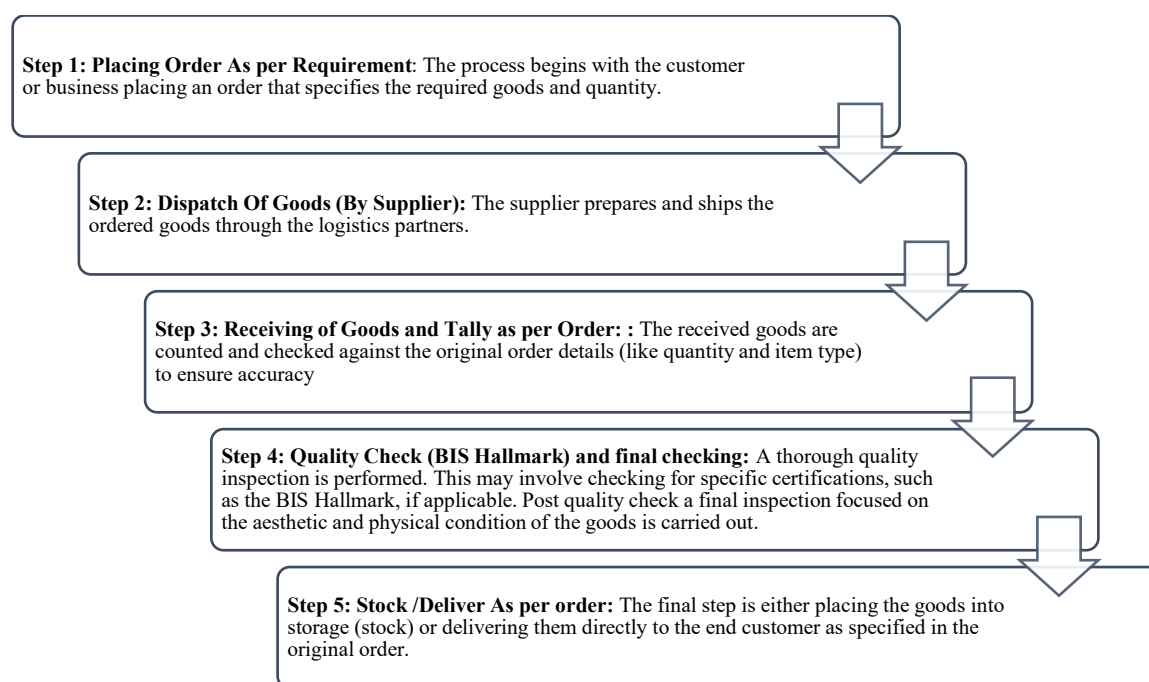 Step 1: Placing Order As per Requirement: The process begins with the customer
or business placing an order that specifies the required goods and quantity.
Step 2: Dispatch Of Goods (By Supplier): The supplier prepares and ships the
ordered goods through the logistics partners.
Step 3: Receiving of Goods and Tally as per Order: : The received goods are
counted and checked against the original order details (like quantity and item type)
to ensure accuracy
Step 4: Quality Check (BIS Hallmark) and final checking: A thorough quality
inspection is performed. This may involve checking for specific certifications, such
as the BIS Hallmark, if applicable. Post quality check a final inspection focused on
the aesthetic and physical condition of the goods is carried out.
Step 5: Stock /Deliver As per order: The final step is either placing the goods into
storage (stock) or delivering them directly to the end customer as specified in the
original order.